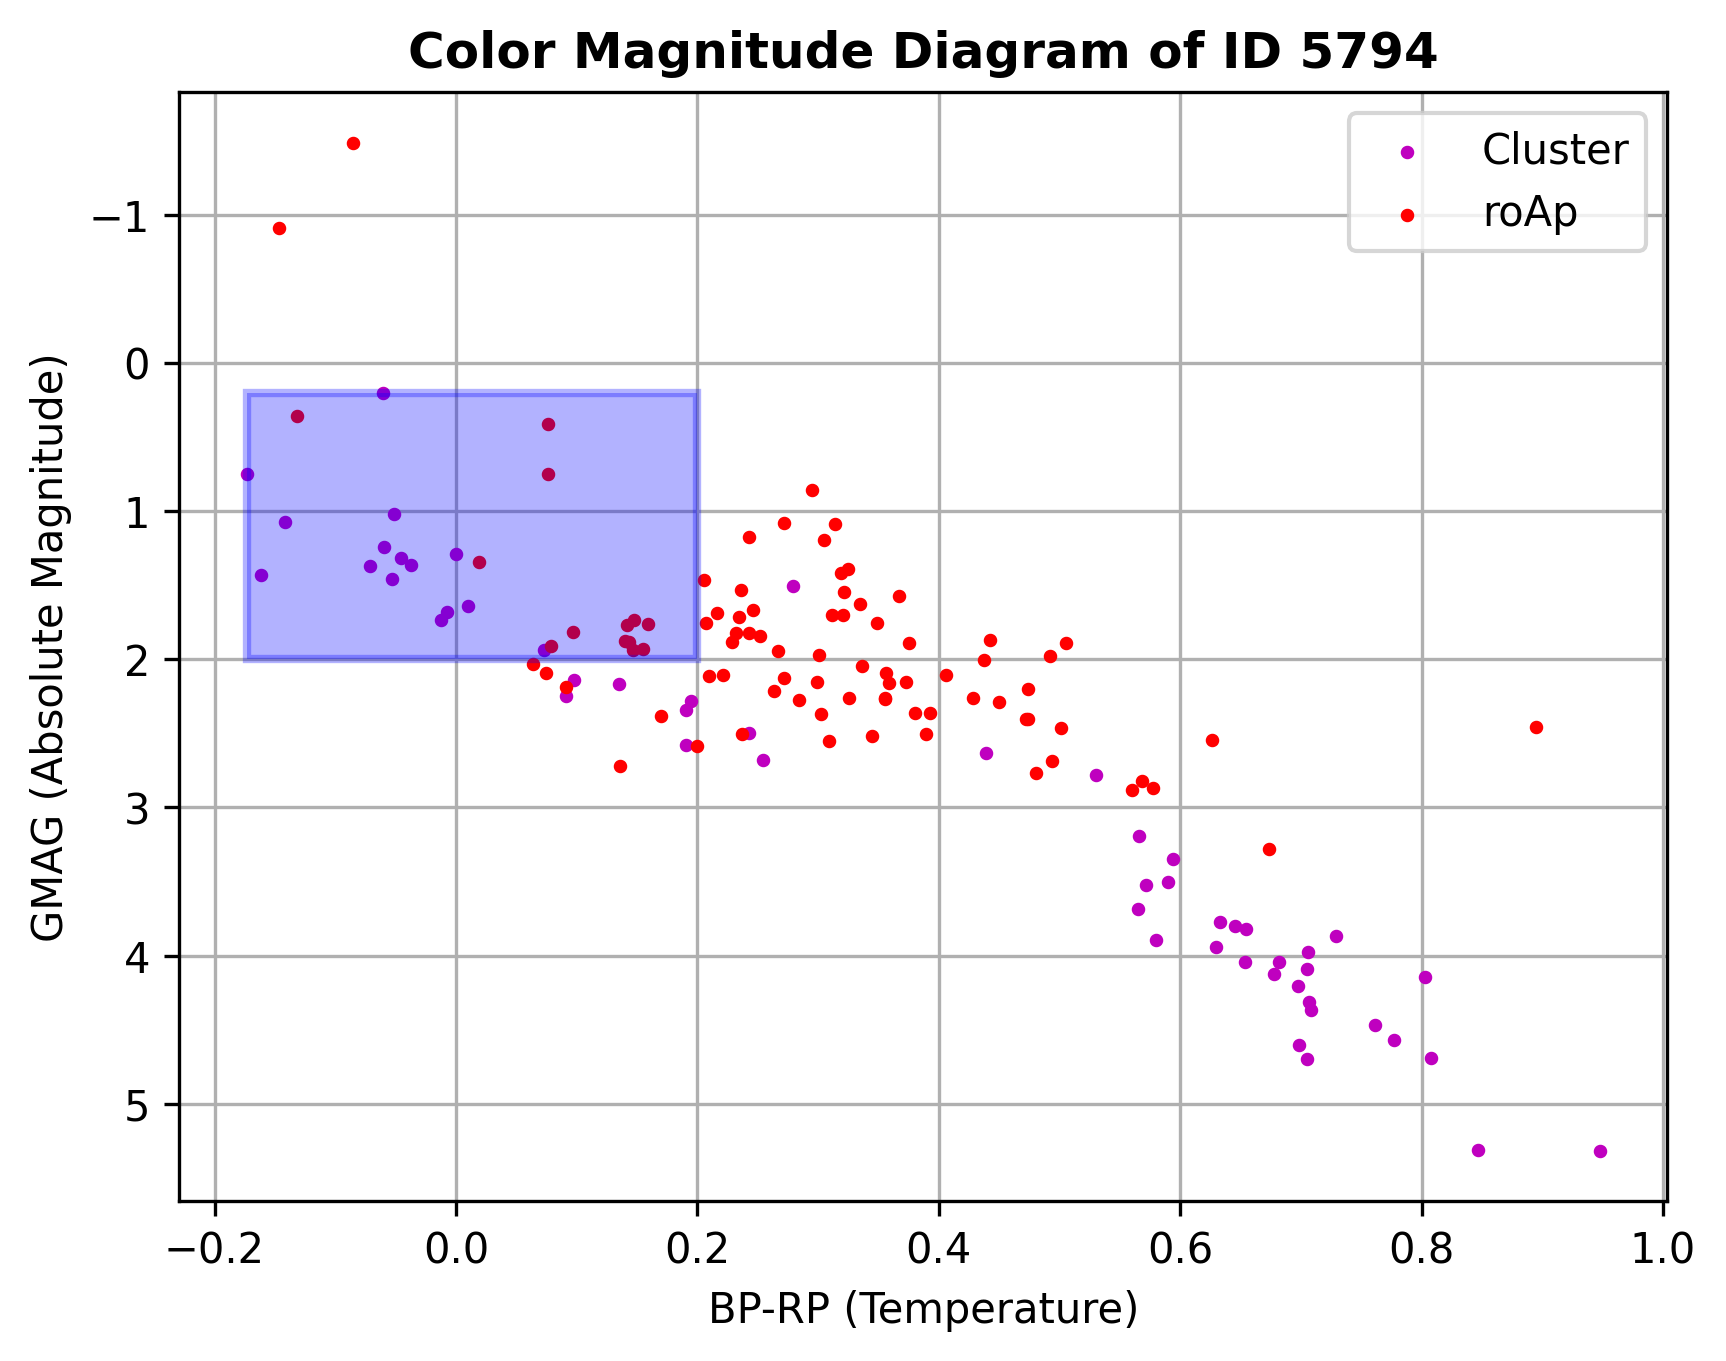 Color Magnitude Diagram of ID 5794
Cluster
roAp
GMAG (Absolute Magnitude)
−1
0
1
2
3
4
5
−0.2 0.0 0.2 0.4 0.6 0.8 1.0
BP-RP (Temperature)